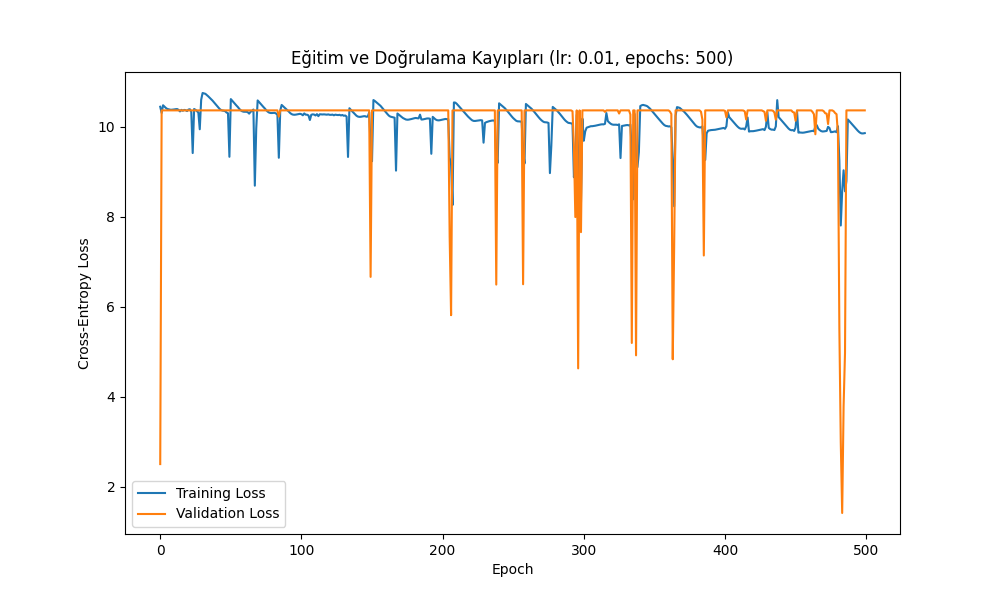 Eğitim ve Doğrulama Kayıpları (lr: 0.01, epochs: 500)
Cross-Entropy Loss
10
8
6
4
2
Training Loss
Validation Loss
0
100
200
300
400
500
Epoch